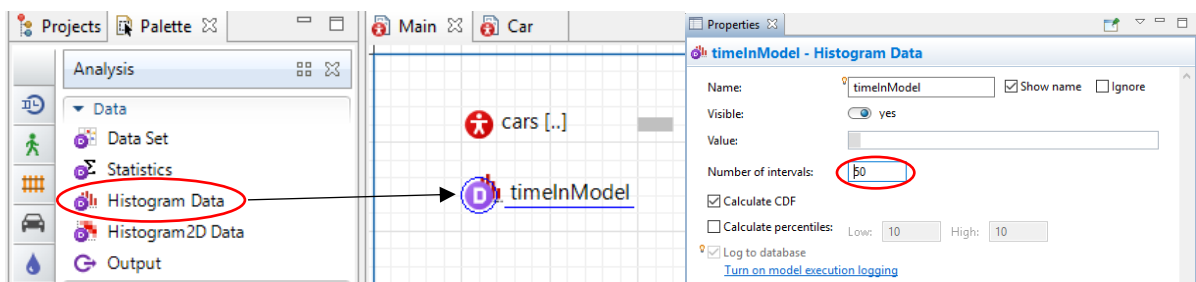 Projects Palette
Analysis
Data
Data Set
Statistics
Histogram Data
Histogram2D Data
Output
Main Car
cars [..]
timeInModel
Properties
timeInModel - Histogram Data
Name: timeInModel Show name Ignore
Visible: yes
Value:
Number of intervals: 50
Calculate CDF
Calculate percentiles: Low: 10 High: 10
Log to database
Turn on model execution logging